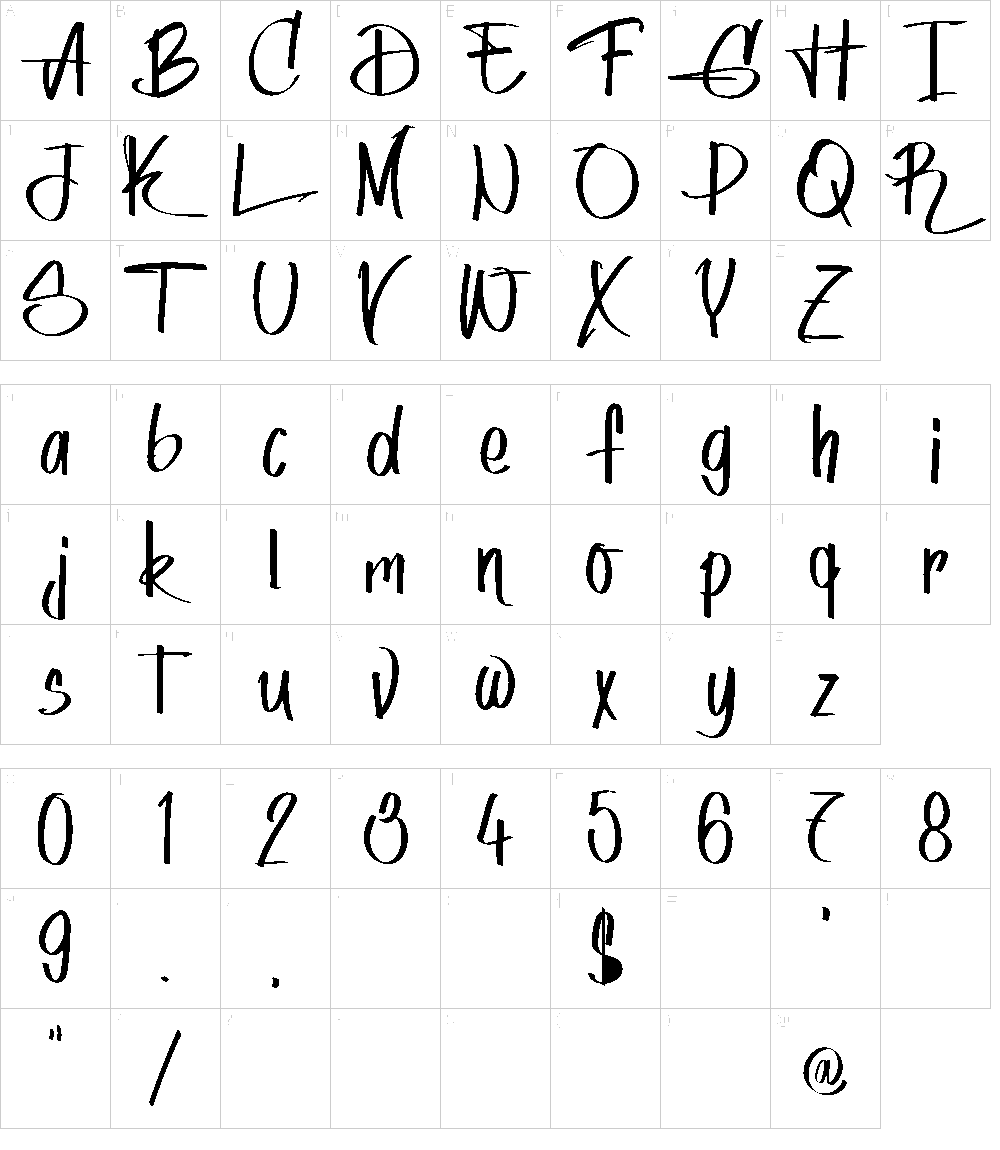 A B C D E F G H I
J K L M N O P Q R
S T U V W X Y Z
a b c d e f g h i
j k l m n o p q r
s t u v w x y z
0 1 2 3 4 5 6 7 8
9 . , $ '
" / @